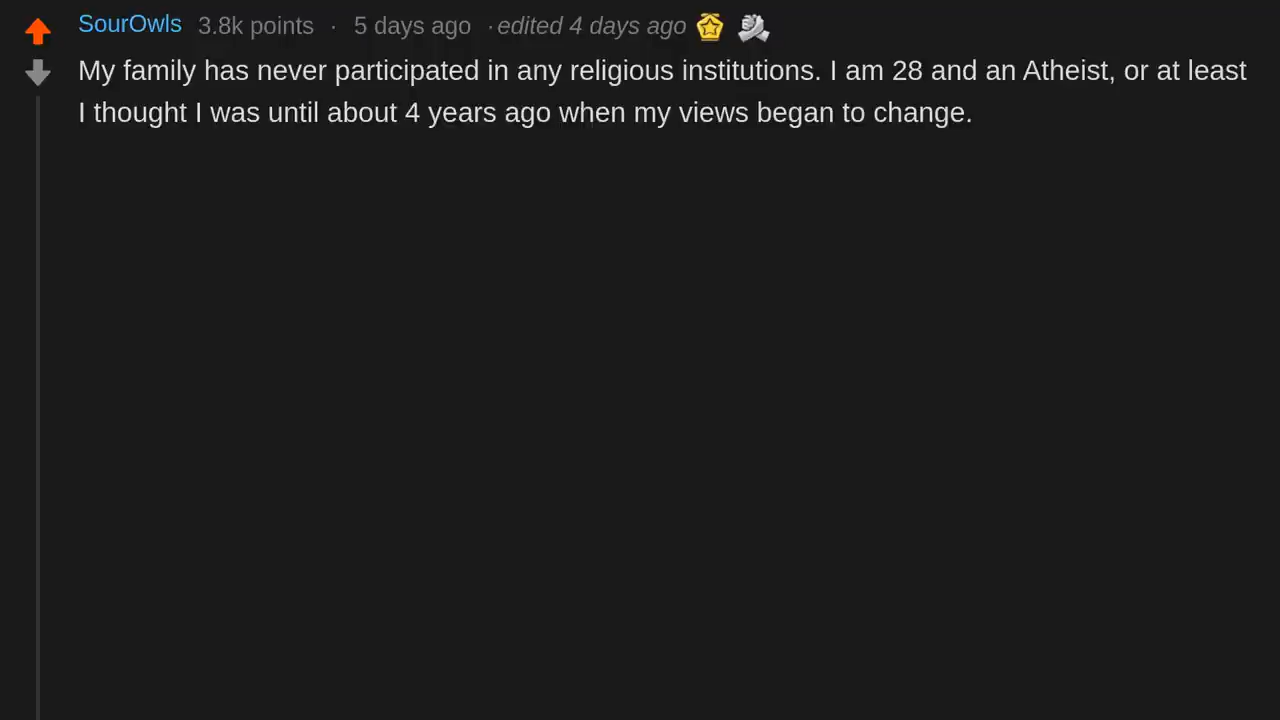 SourOwls 3.8k points · 5 days ago · edited 4 days ago
My family has never participated in any religious institutions. I am 28 and an Atheist, or at least
I thought I was until about 4 years ago when my views began to change.